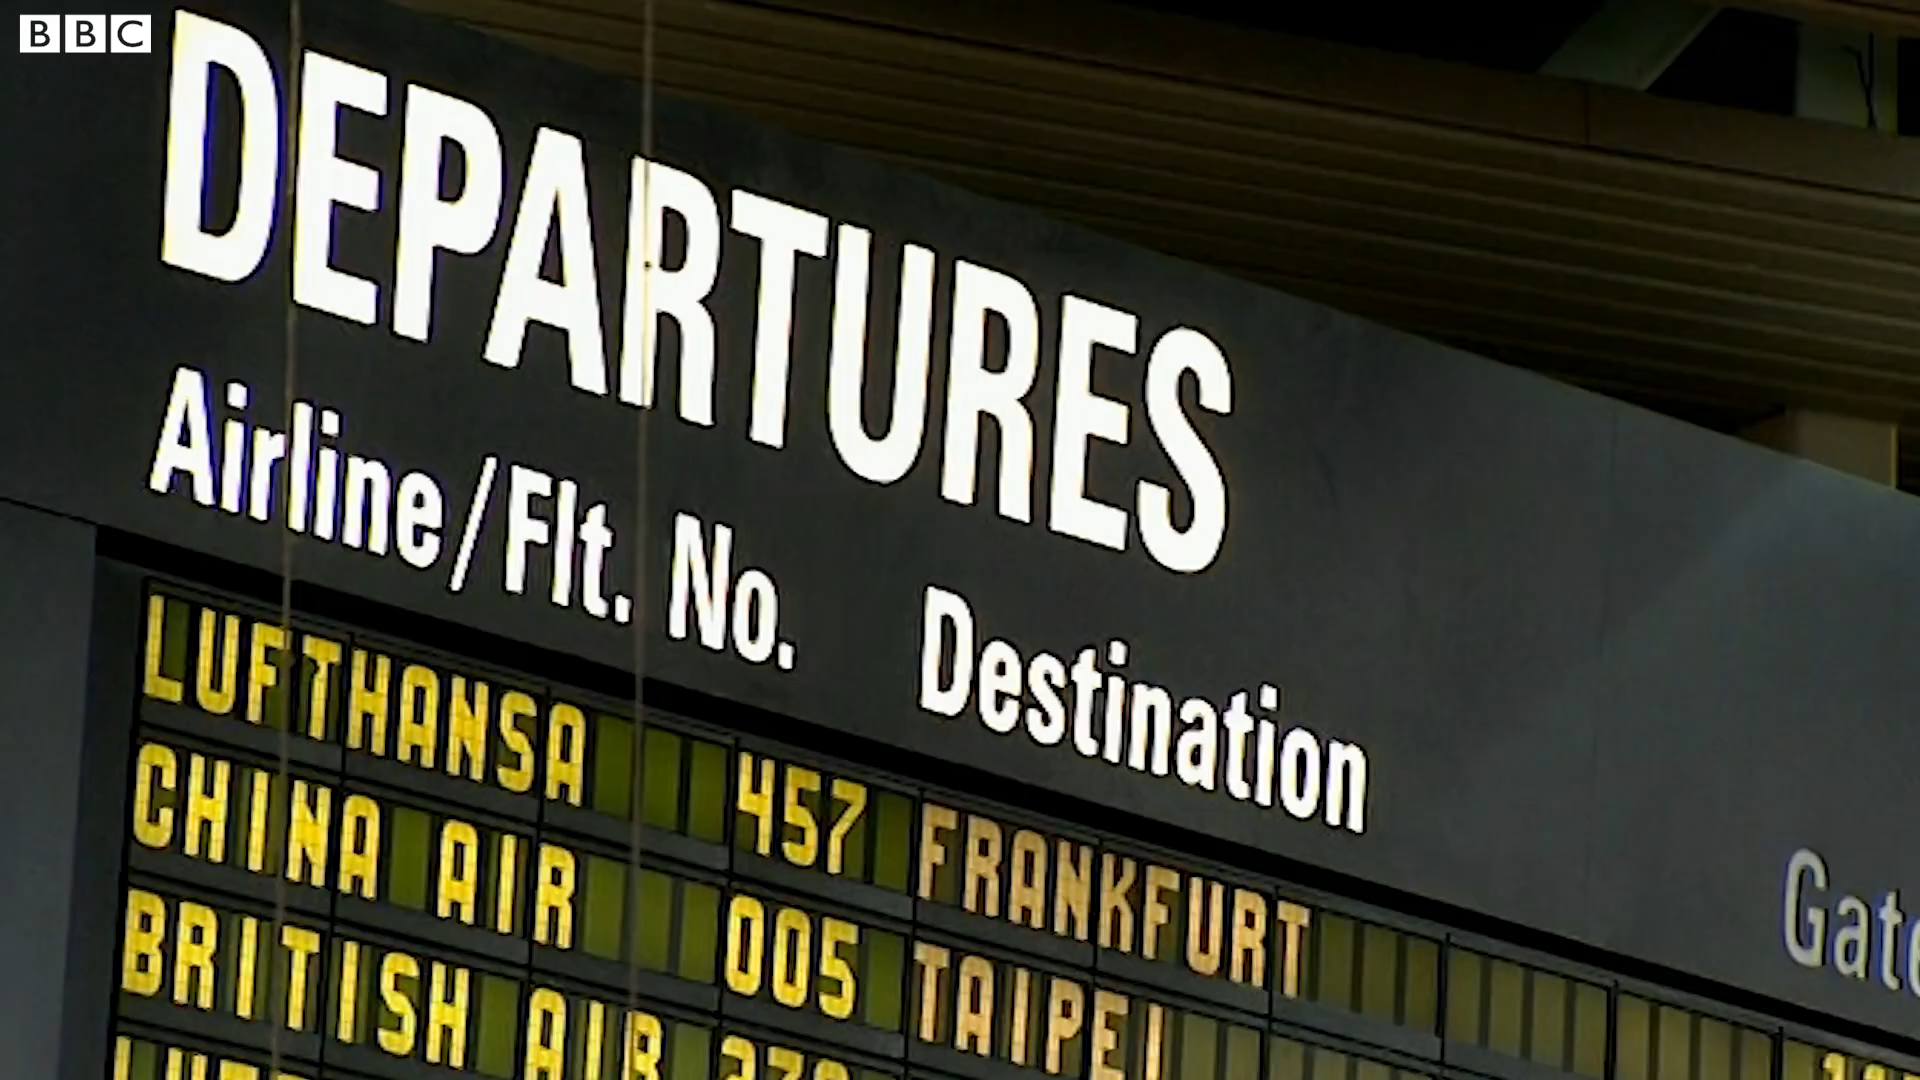 BBC
DEPARTURES
Airline/Flt. No. Destination
LUFTHANSA 457 FRANKFURT
CHINA AIR 005 TAIPEI
BRITISH AIR